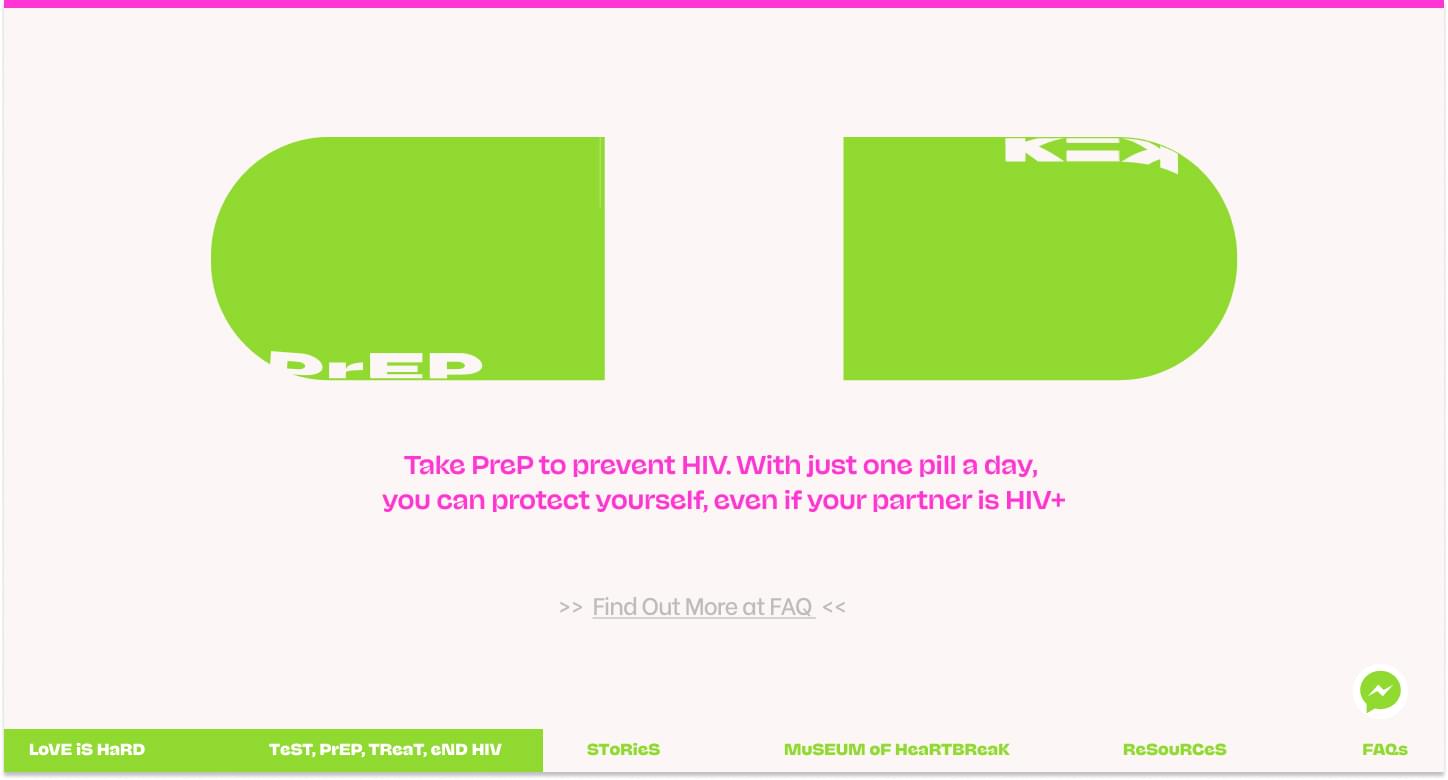 PrEP
Take PreP to prevent HIV. With just one pill a day,
you can protect yourself, even if your partner is HIV+
>> Find Out More at FAQ <<
LoVE iS HaRD
TeST, PrEP, TReaT, eND HIV
SToRieS
MuSEUM oF HeaRTBReaK
ReSouRCeS
FAQs